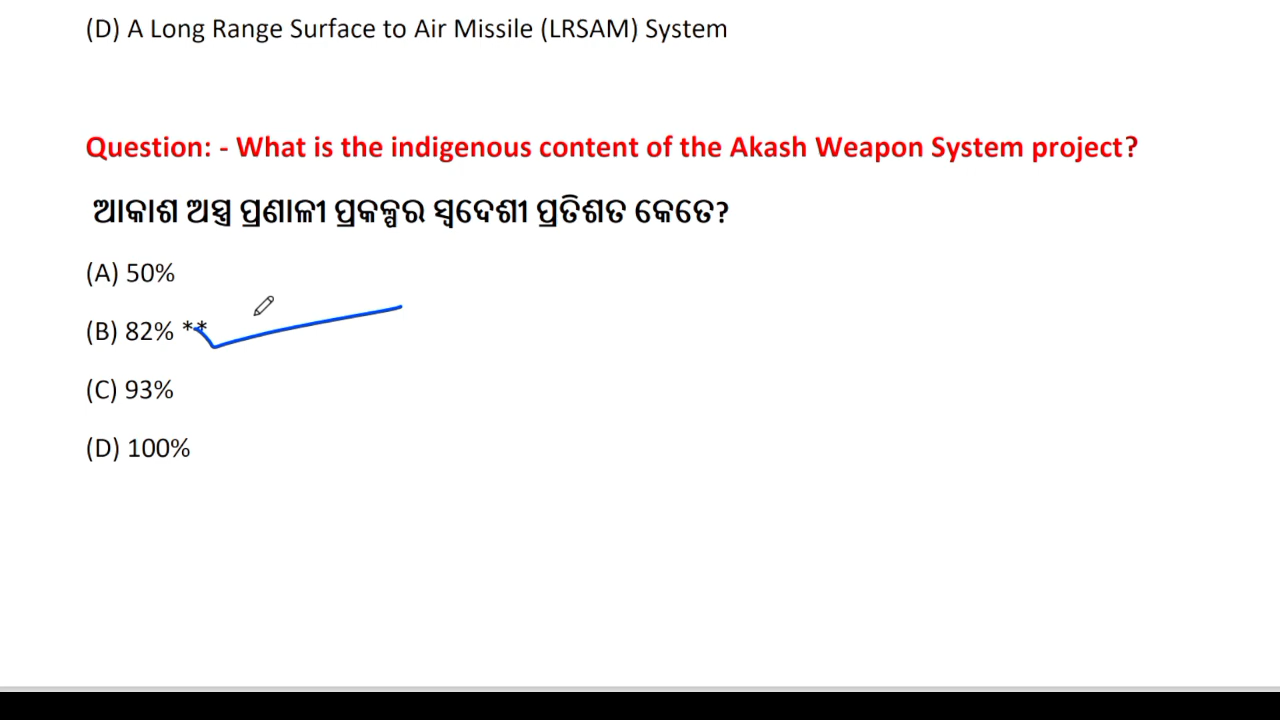 (D) A Long Range Surface to Air Missile (LRSAM) System
Question: - What is the indigenous content of the Akash Weapon System project?
ଆକାଶ ଅସ୍ତ୍ର ପ୍ରଣାଳୀ ପ୍ରକଳ୍ପର ସ୍ୱଦେଶୀ ପ୍ରତିଶତ କେତେ?
(A) 50%
(B) 82% **
(C) 93%
(D) 100%